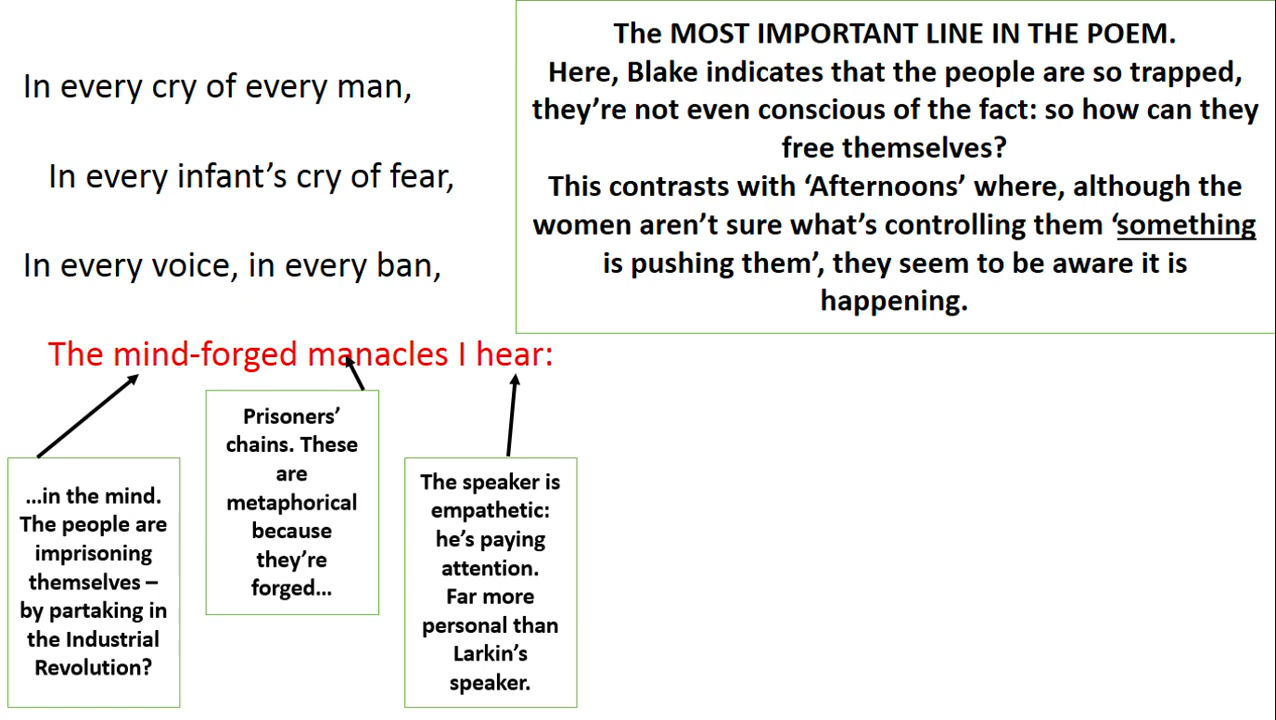 The MOST IMPORTANT LINE IN THE POEM.
Here, Blake indicates that the people are so trapped,
they're not even conscious of the fact: so how can they
free themselves?
This contrasts with ‘Afternoons’ where, although the
women aren't sure what's controlling them ‘something
is pushing them’, they seem to be aware it is
happening.
In every cry of every man,
In every infant's cry of fear,
In every voice, in every ban,
The mind-forged manacles I hear:
…in the mind.
The people are
imprisoning
themselves –
by partaking in
the Industrial
Revolution?
Prisoners’
chains. These
are
metaphorical
because
they’re
forged…
The speaker is
empathetic:
he’s paying
attention.
Far more
personal than
Larkin’s
speaker.